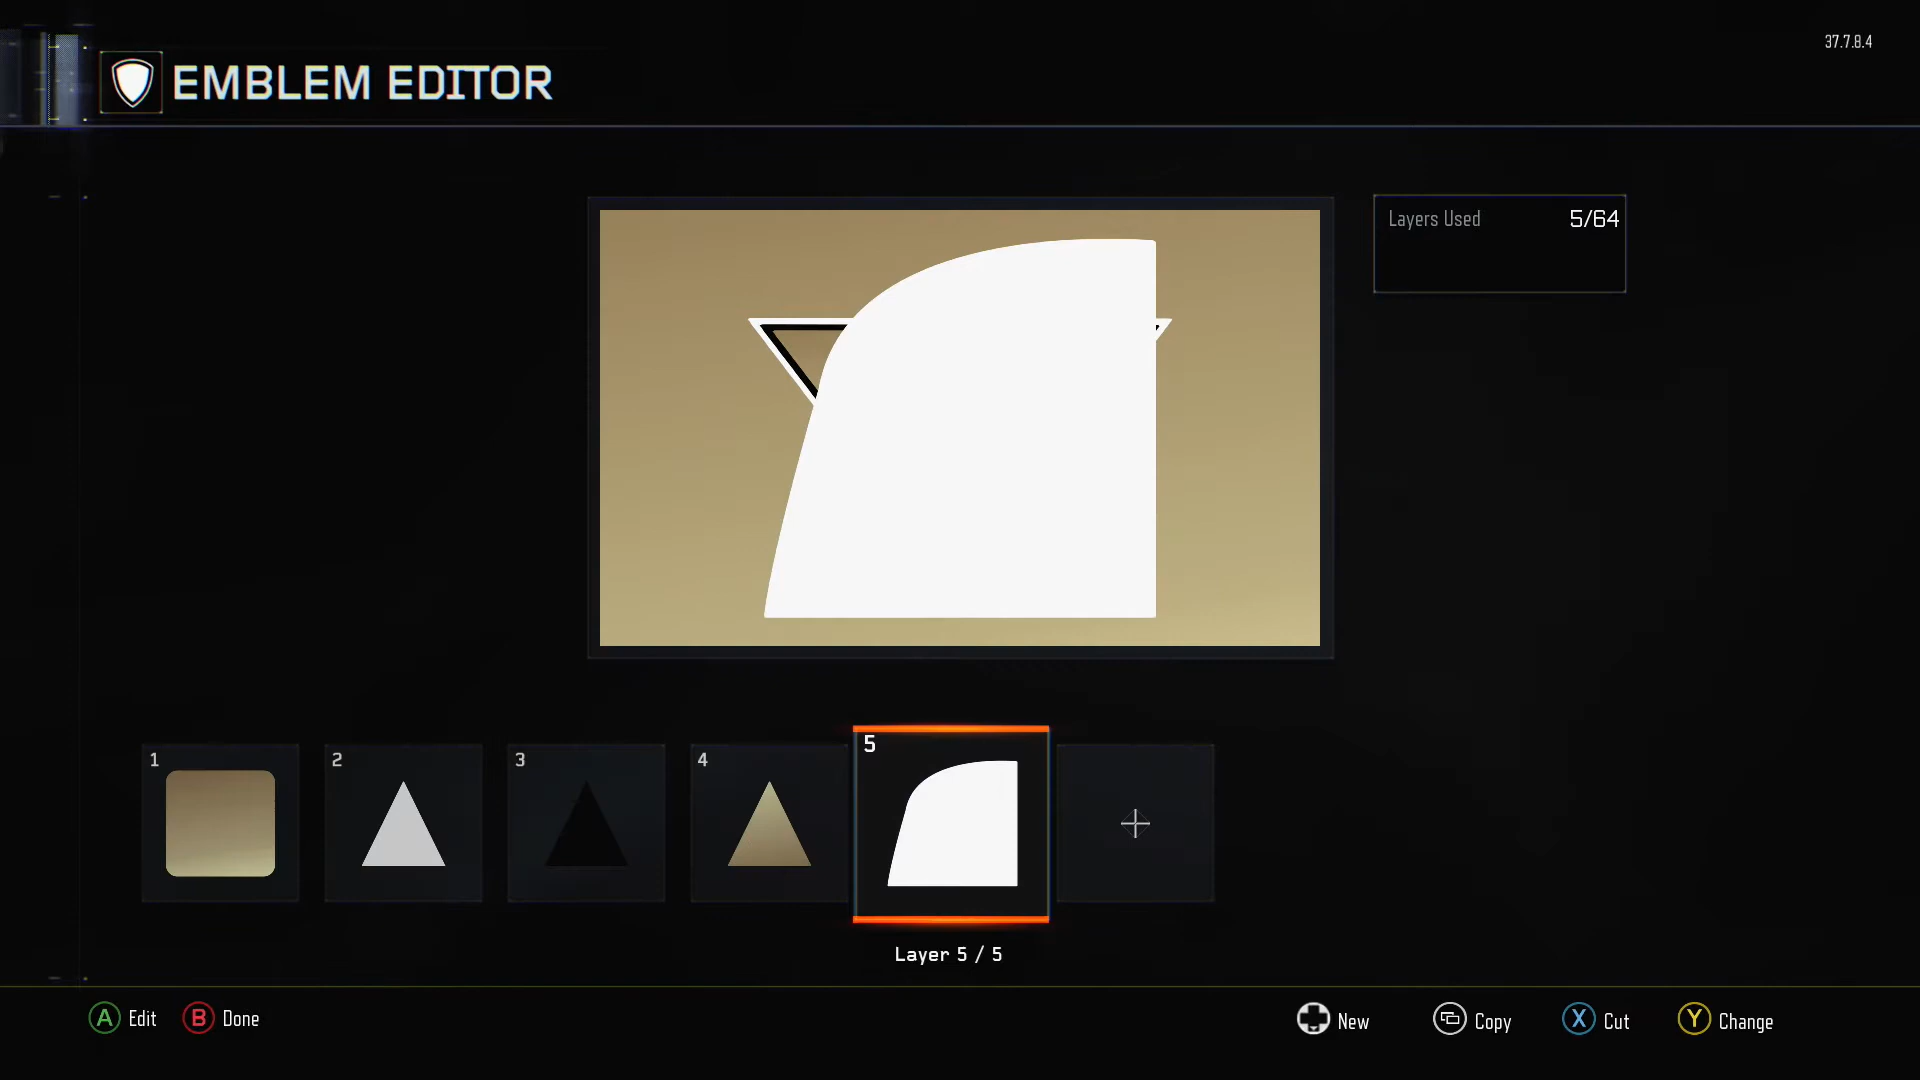 37.7.8.4
EMBLEM EDITOR
Layers Used 5/64
1 2 3 4 5
Layer 5 / 5
A Edit B Done New Copy X Cut Y Change